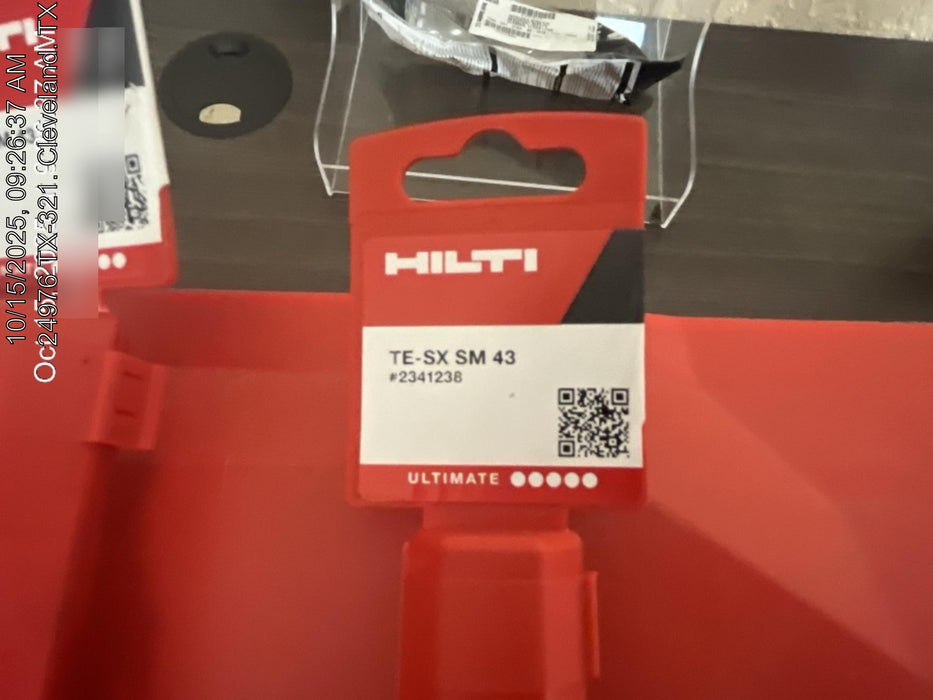 10/15/2025, 09:26:37 AM
HILTI
TE-SX SM 43
#2341238
ULTIMATE